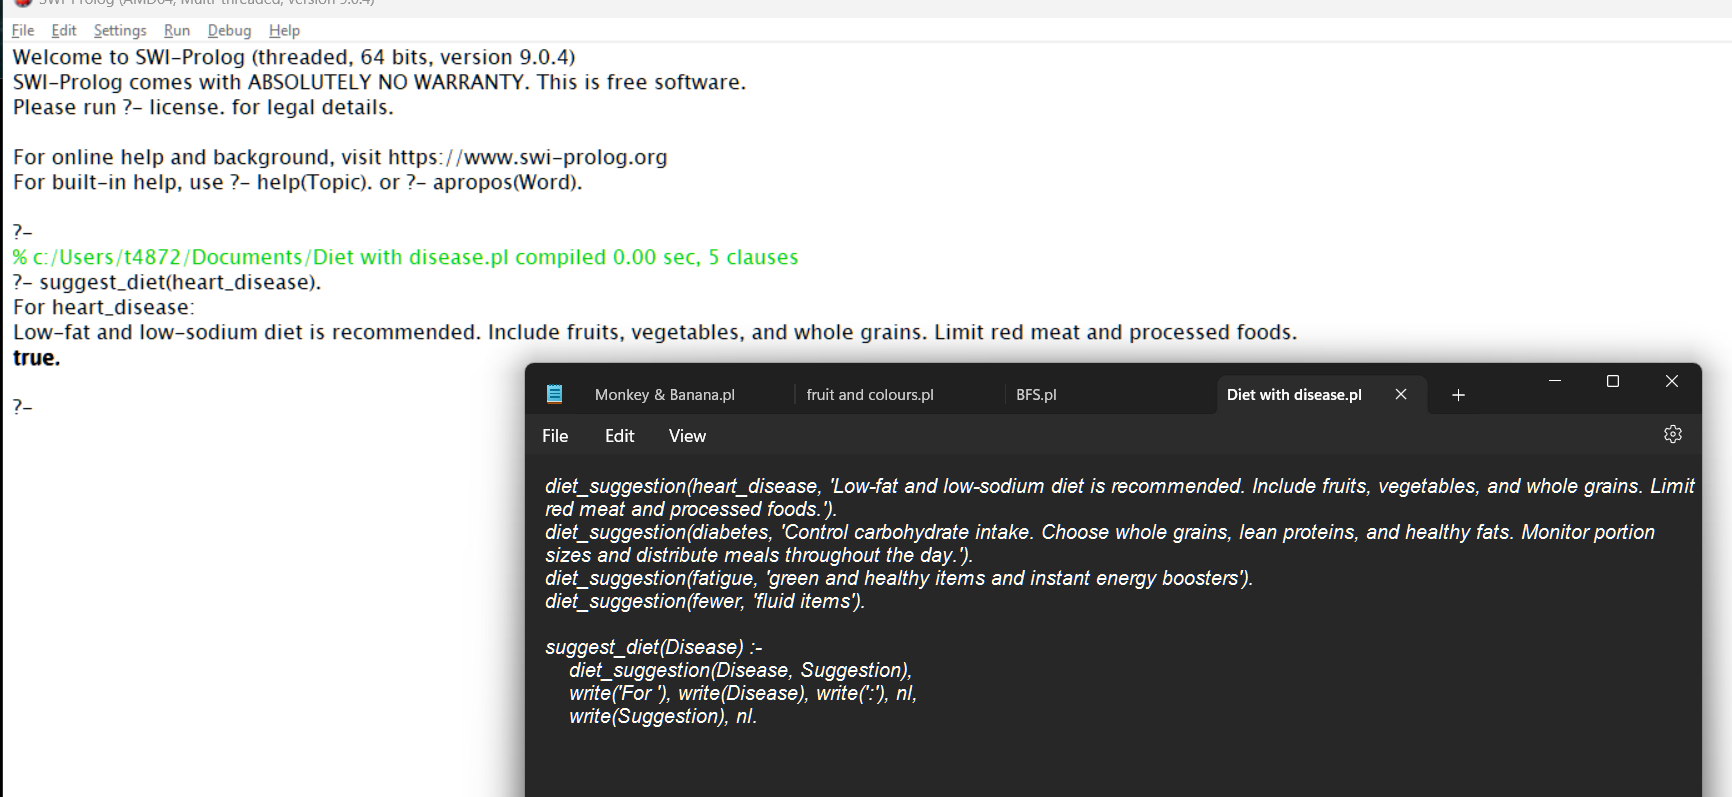 SWI-Prolog (AMD64, Multi-threaded, version 9.0.4)
File Edit Settings Run Debug Help
Welcome to SWI-Prolog (threaded, 64 bits, version 9.0.4)
SWI-Prolog comes with ABSOLUTELY NO WARRANTY. This is free software.
Please run ?- license. for legal details.
For online help and background, visit https://www.swi-prolog.org
For built-in help, use ?- help(Topic). or ?- apropos(Word).
?-
% c:/Users/t4872/Documents/Diet with disease.pl compiled 0.00 sec, 5 clauses
?- suggest_diet(heart_disease).
For heart_disease:
Low-fat and low-sodium diet is recommended. Include fruits, vegetables, and whole grains. Limit red meat and processed foods.
true.
?-
Monkey & Banana.pl fruit and colours.pl BFS.pl Diet with disease.pl
File Edit View
diet_suggestion(heart_disease, 'Low-fat and low-sodium diet is recommended. Include fruits, vegetables, and whole grains. Limit
red meat and processed foods.').
diet_suggestion(diabetes, 'Control carbohydrate intake. Choose whole grains, lean proteins, and healthy fats. Monitor portion
sizes and distribute meals throughout the day.').
diet_suggestion(fatigue, 'green and healthy items and instant energy boosters').
diet_suggestion(fewer, 'fluid items').
suggest_diet(Disease) :-
diet_suggestion(Disease, Suggestion),
write('For '), write(Disease), write(':'), nl,
write(Suggestion), nl.